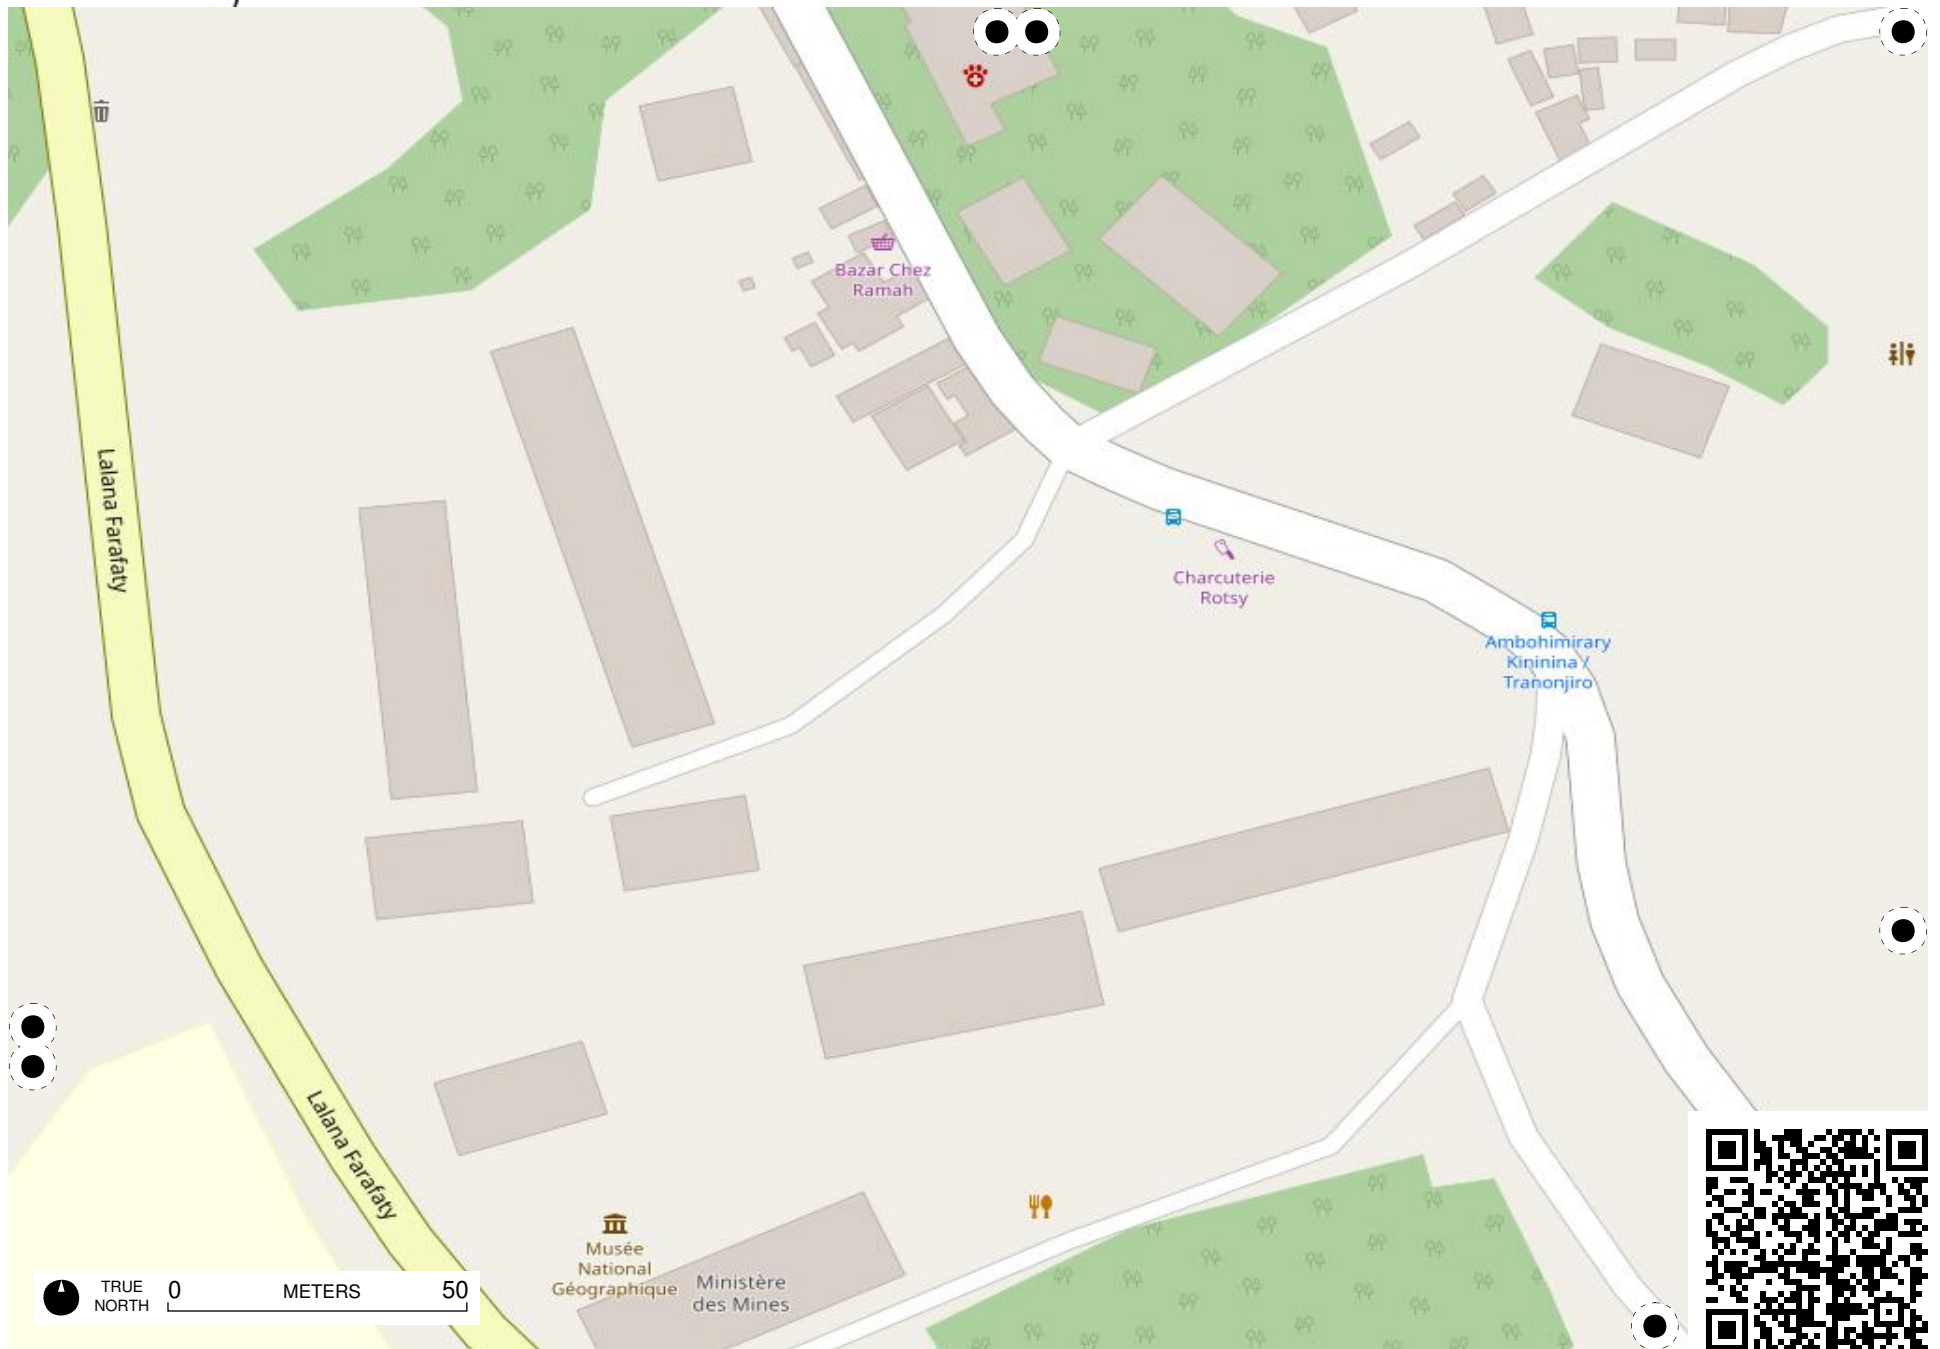 Bazar Chez
Ramah
Lalana Farafaty
Charcuterie
Rotsy
Ambohimirary
Kininina /
Tranonjiro
Lalana Farafaty
Musée
National
Géographique
Ministère
des Mines
TRUE
NORTH
0
METERS
50